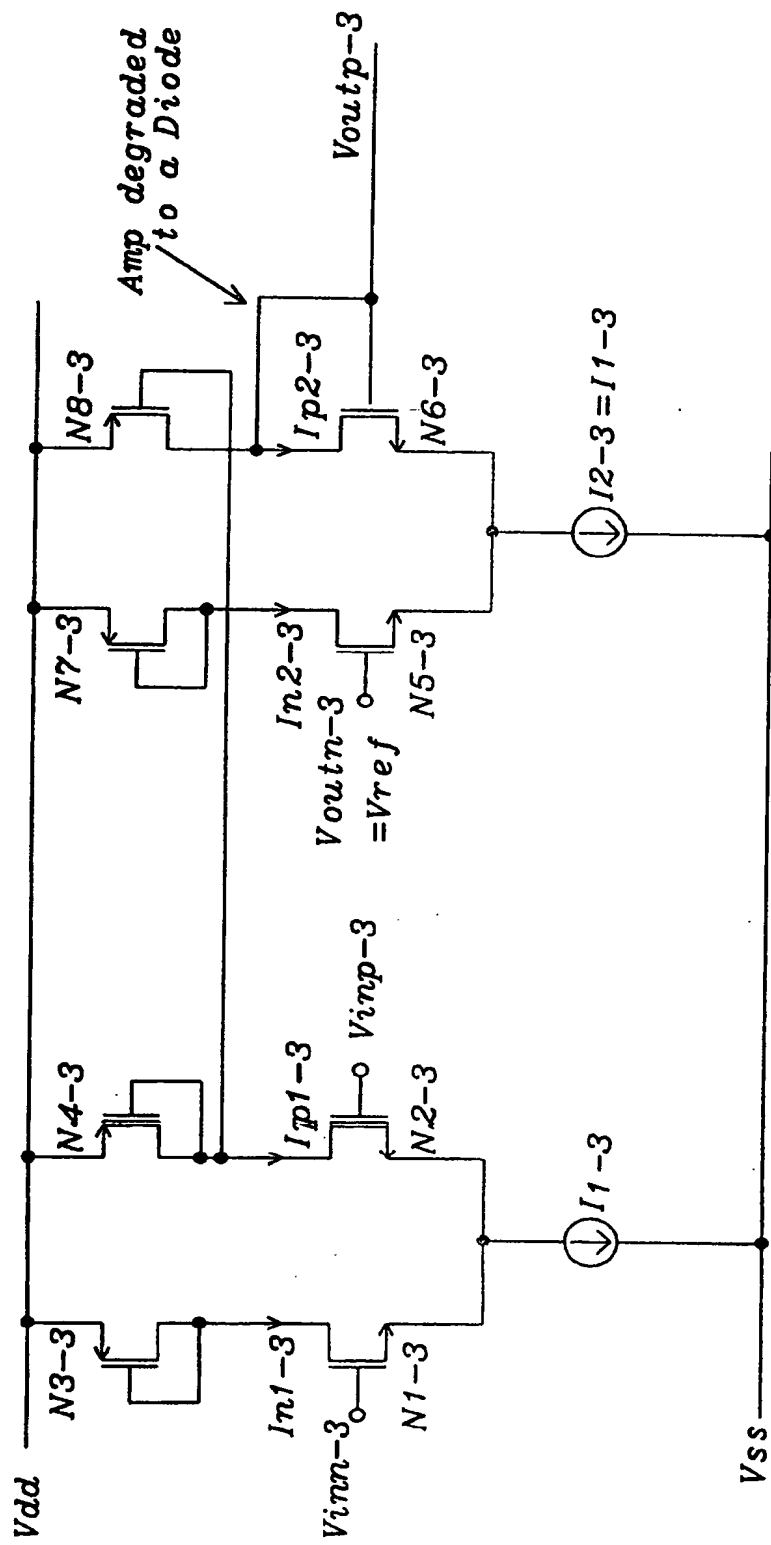 Vdd
N3-3
N4-3
N7-3
N8-3
Amp degraded
to a Diode
In1-3
Ip1-3
In2-3
Ip2-3
Vinn-3
N1-3
Vinp-3
N2-3
Voutn-3
=Vref
N5-3
N6-3
Voutp-3
I1-3
I2-3=I1-3
Vss